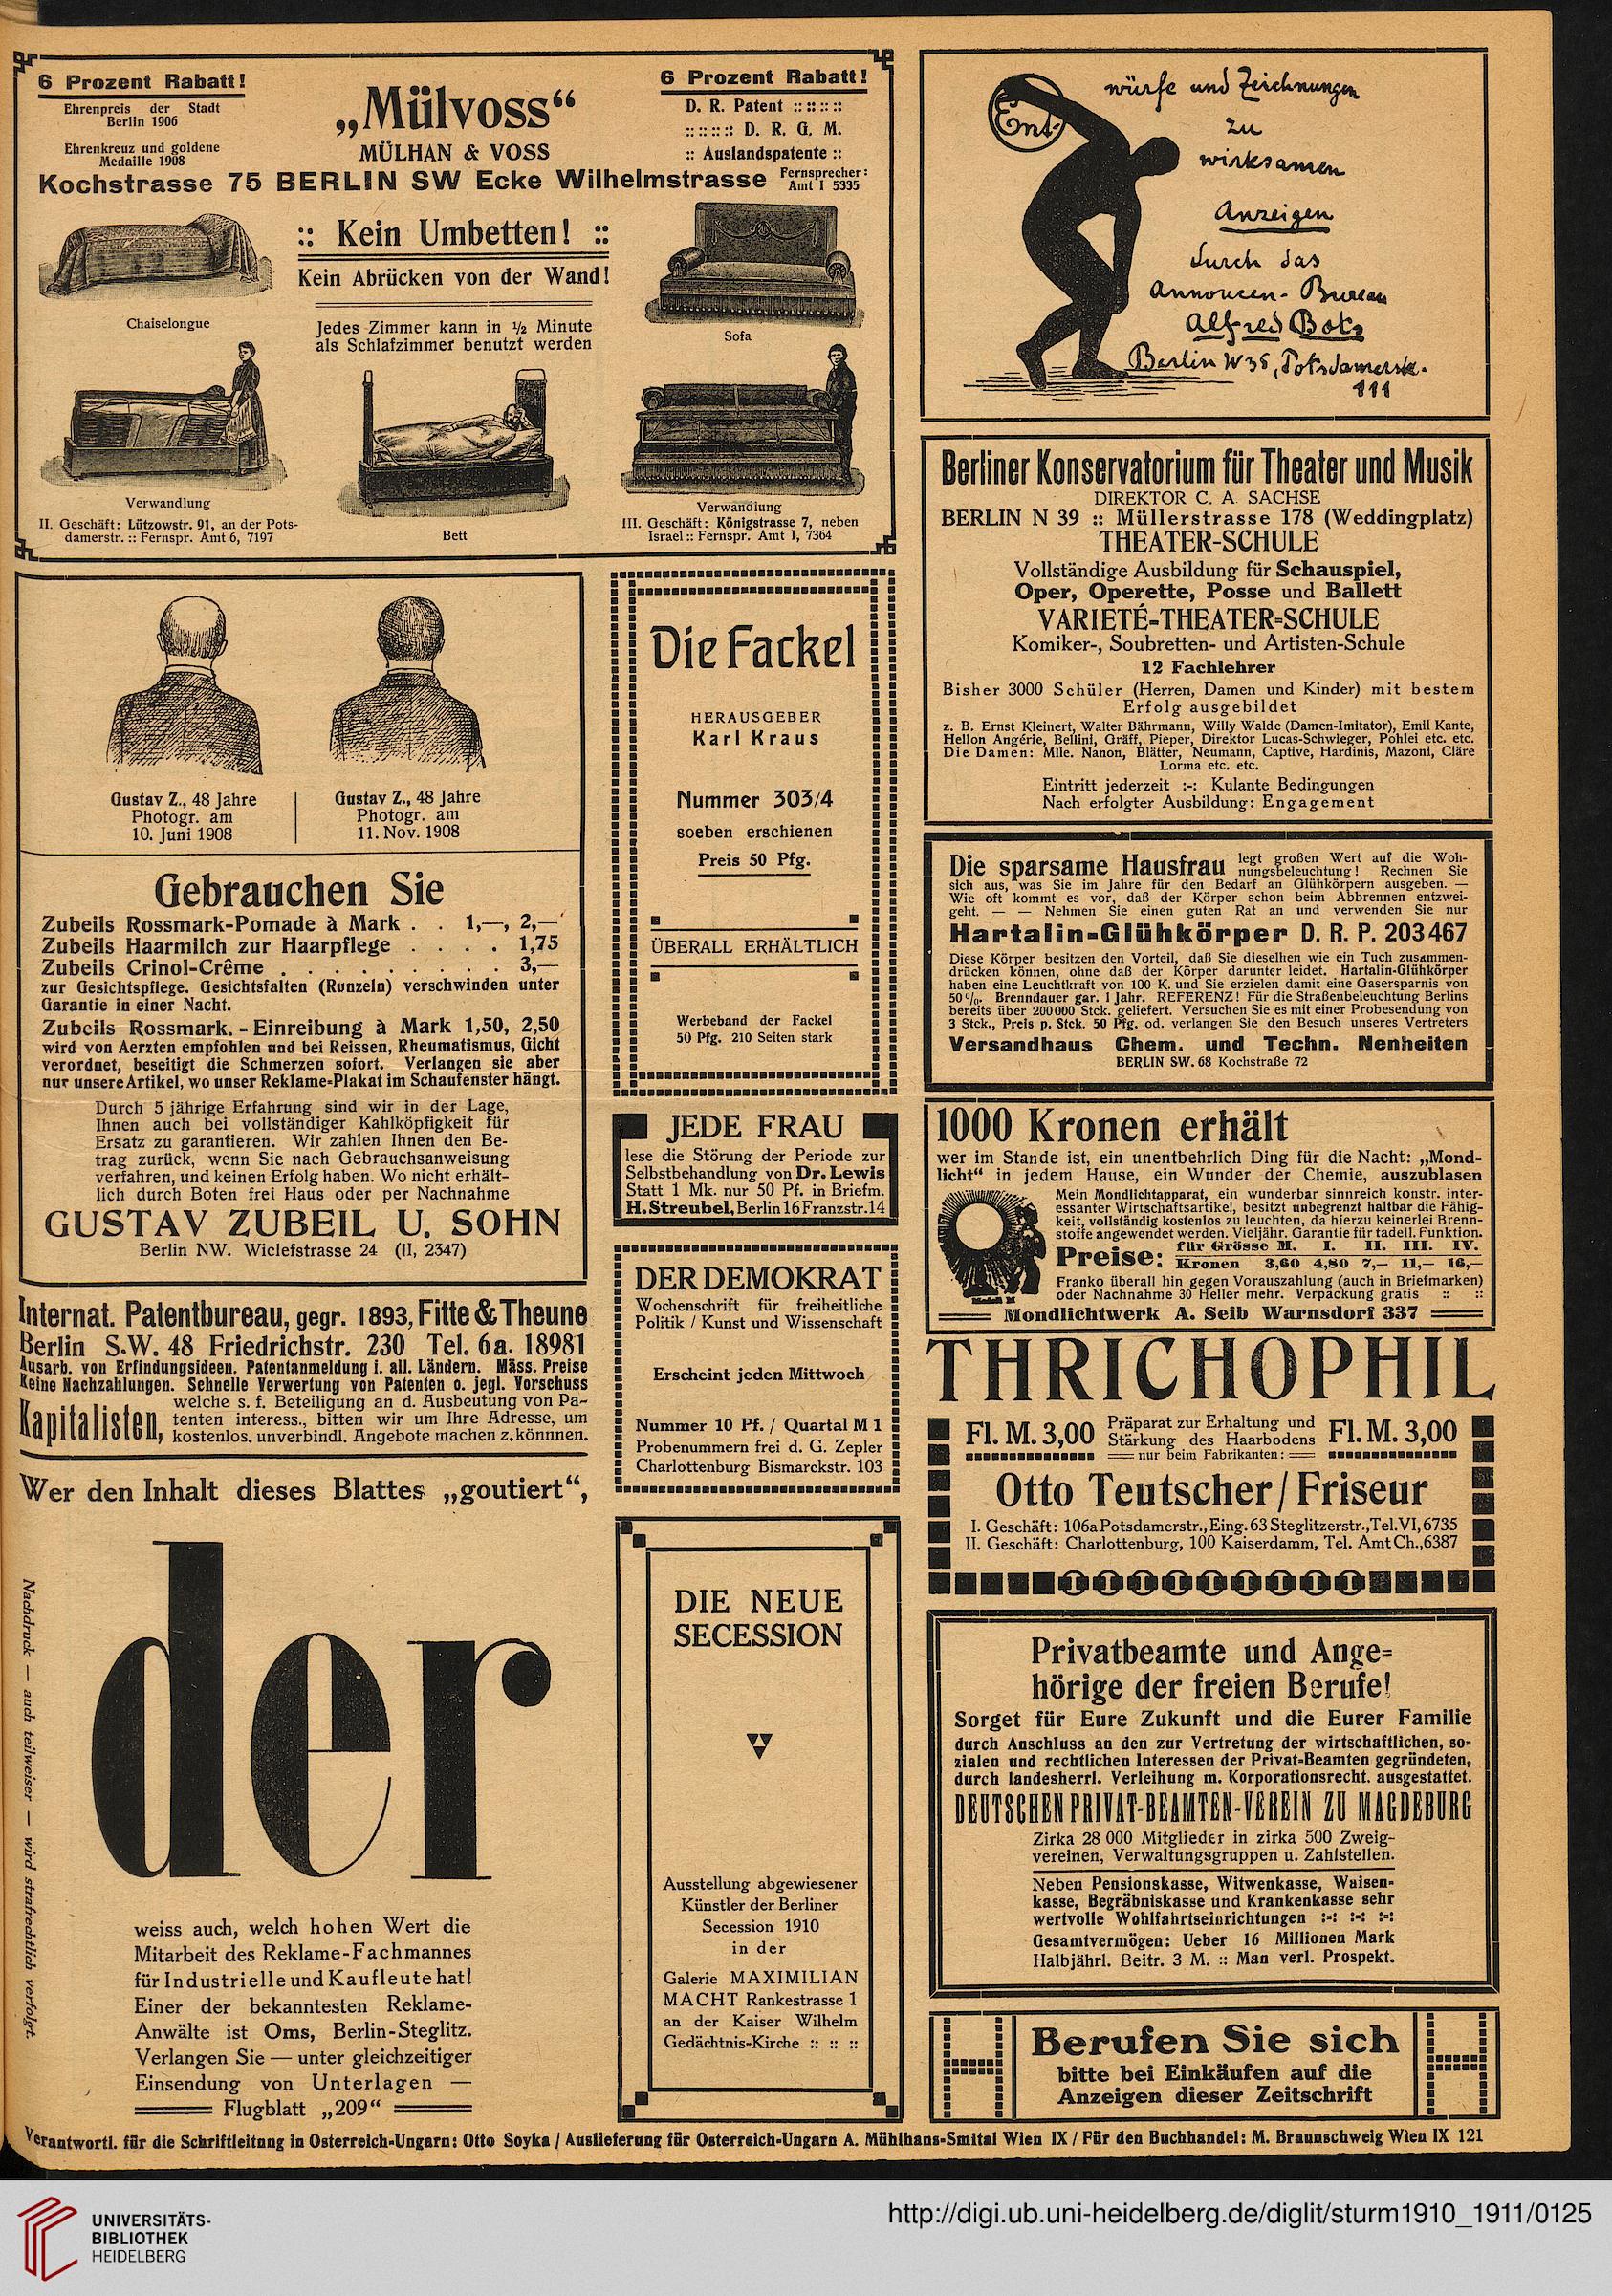 6 Prozent Rabatt!
Ehrenpreis der Stadt
Berlin 1906
Ehrenkreuz und goldene
Medaille 1908
„Mülvoss“
MÜLHAN & VOSS
6 Prozent Rabatt!
D. R. Patent :: :: :: ::
:: :: :: :: D. R. G. M.
:: Auslandspatente ::
Kochstrasse 75 BERLIN SW Ecke Wilhelmstrasse
Fernsprecher:
Amt I 5335
:: Kein Umbetten! ::
Kein Abrücken von der Wand!
Jedes Zimmer kann in ½ Minute
als Schlafzimmer benutzt werden
Chaiselongue
Sofa
Verwandlung
II. Geschäft: Lützowstr. 91, an der Pots-
damerstr. :: Fernspr. Amt 6, 7197
Bett
Verwandlung
III. Geschäft: Königstrasse 7, neben
Israel :: Fernspr. Amt I, 7364
Gustav Z., 48 Jahre
Photogr. am
10. Juni 1908
Gustav Z., 48 Jahre
Photogr. am
11. Nov. 1908
Gebrauchen Sie
Zubeils Rossmark-Pomade à Mark . . 1,—, 2,—
Zubeils Haarmilch zur Haarpflege . . . . 1,75
Zubeils Crinol-Crême . . . . . . . . . 3,—
zur Gesichtspflege. Gesichtsfalten (Runzeln) verschwinden unter
Garantie in einer Nacht.
Zubeils Rossmark.-Einreibung à Mark 1,50, 2,50
wird von Aerzten empfohlen und bei Reissen, Rheumatismus, Gicht
verordnet, beseitigt die Schmerzen sofort. Verlangen sie aber
nur unsere Artikel, wo unser Reklame-Plakat im Schaufenster hängt.
Durch 5 jährige Erfahrung sind wir in der Lage,
Ihnen auch bei vollständiger Kahlköpfigkeit für
Ersatz zu garantieren. Wir zahlen Ihnen den Be-
trag zurück, wenn Sie nach Gebrauchsanweisung
verfahren, und keinen Erfolg haben. Wo nicht erhält-
lich durch Boten frei Haus oder per Nachnahme
GUSTAV ZUBEIL U. SOHN
Berlin NW. Wiclefstrasse 24 (II, 2347)
Internat. Patentbureau, gegr. 1893, Fitte & Theune
Berlin S.W. 48 Friedrichstr. 230 Tel. 6a. 18981
Ausarb. von Erfindungsideen. Patentanmeldung i. all. Ländern. Mäss. Preise
Keine Nachzahlungen. Schnelle Verwertung von Patenten o. jegl. Vorschuss
Kapitalisten,
welche s. f. Beteiligung an d. Ausbeutung von Pa-
tenten interess., bitten wir um Ihre Adresse, um
kostenlos. unverbindl. Angebote machen z. könnnen.
Wer den Inhalt dieses Blattes „goutiert“,
der
weiss auch, welch hohen Wert die
Mitarbeit des Reklame-Fachmannes
für Industrielle und Kaufleute hat!
Einer der bekanntesten Reklame-
Anwälte ist Oms, Berlin-Steglitz.
Verlangen Sie — unter gleichzeitiger
Einsendung von Unterlagen —
Flugblatt „209“
Nachdruck — auch teilweiser — wird strafrechtlich verfolgt.
Die Fackel
HERAUSGEBER
Karl Kraus
Nummer 303/4
soeben erschienen
Preis 50 Pfg.
ÜBERALL ERHÄLTLICH
Werbeband der Fackel
50 Pfg. 210 Seiten stark
JEDE FRAU
lese die Störung der Periode zur
Selbstbehandlung von Dr. Lewis
Statt 1 Mk. nur 50 Pf. in Briefm.
H. Streubel, Berlin 16 Franzstr. 14
DER DEMOKRAT
Wochenschrift für freiheitliche
Politik / Kunst und Wissenschaft
Erscheint jeden Mittwoch
Nummer 10 Pf. / Quartal M 1
Probenummern frei d. G. Zepler
Charlottenburg Bismarckstr. 103
DIE NEUE
SECESSION
Ausstellung abgewiesener
Künstler der Berliner
Secession 1910
in der
Galerie MAXIMILIAN
MACHT Rankestrasse 1
an der Kaiser Wilhelm
Gedächtnis-Kirche :: :: ::
Ent-
würfe und Zeichnungen
zu
wirksamen
Anzeigen
durch das
Annoncen-Bureau
Alfred Botz
Berlin W 35, Potsdamerstr.
111
Berliner Konservatorium für Theater und Musik
DIREKTOR C. A. SACHSE
BERLIN N 39 :: Müllerstrasse 178 (Weddingplatz)
THEATER-SCHULE
Vollständige Ausbildung für Schauspiel,
Oper, Operette, Posse und Ballett
VARIETÉ-THEATER-SCHULE
Komiker-, Soubretten- und Artisten-Schule
12 Fachlehrer
Bisher 3000 Schüler (Herren, Damen und Kinder) mit bestem
Erfolg ausgebildet
z. B. Ernst Kleinert, Walter Bährmann, Willy Walde (Damen-Imitator), Emil Kante,
Hellon Angérie, Bellini, Gräff, Pieper, Direktor Lucas-Schwieger, Pohlei etc. etc.
Die Damen: Mlle. Nanon, Blätter, Neumann, Captive, Hardinis, Mazoni, Cläre
Lorma etc. etc.
Eintritt jederzeit :-: Kulante Bedingungen
Nach erfolgter Ausbildung: Engagement
Die sparsame Hausfrau legt großen Wert auf die Woh-
nungsbeleuchtung! Rechnen Sie
sich aus, was Sie im Jahre für den Bedarf an Glühkörpern ausgeben. —
Wie oft kommt es vor, daß der Körper schon beim Abbrennen entzwei-
geht. — — Nehmen Sie einen guten Rat an und verwenden Sie nur
Hartalin-Glühkörper D. R. P. 203467
Diese Körper besitzen den Vorteil, daß Sie dieselben wie ein Tuch zusammen-
drücken können, ohne daß der Körper darunter leidet. Hartalin-Glühkörper
haben eine Leuchtkraft von 100 K. und Sie erzielen damit eine Gasersparnis von
50%. Brenndauer gar. 1 Jahr. REFERENZ! Für die Straßenbeleuchtung Berlins
bereits über 200000 Stck. geliefert. Versuchen Sie es mit einer Probesendung von
3 Stck., Preis p. Stck. 50 Pfg. od. verlangen Sie den Besuch unseres Vertreters
Versandhaus Chem. und Techn. Nenheiten
BERLIN SW. 68 Kochstraße 72
1000 Kronen erhält
wer im Stande ist, ein unentbehrlich Ding für die Nacht: „Mond-
licht“ in jedem Hause, ein Wunder der Chemie, auszublasen
Mein Mondlichtapparat, ein wunderbar sinnreich konstr. inter-
essanter Wirtschaftsartikel, besitzt unbegrenzt haltbar die Fähig-
keit, vollständig kostenlos zu leuchten, da hierzu keinerlei Brenn-
stoffe angewendet werden. Vieljähr. Garantie für tadell. Funktion.
Preise: für Grösse M. I. II. III. IV.
Kronen 3,60 4,80 7,— 11,— 16,—
Franko überall hin gegen Vorauszahlung (auch in Briefmarken)
oder Nachnahme 30 Heller mehr. Verpackung gratis :: ::
Modell M
Mondlichtwerk A. Seib Warnsdorf 337
THRICHOPHIL
Fl. M. 3,00
Präparat zur Erhaltung und
Stärkung des Haarbodens
nur beim Fabrikanten:
Fl. M. 3,00
Otto Teutscher / Friseur
I. Geschäft: 106a Potsdamerstr., Eing. 63 Steglitzerstr., Tel. VI, 6735
II. Geschäft: Charlottenburg, 100 Kaiserdamm, Tel. Amt Ch., 6387
Privatbeamte und Ange-
hörige der freien Berufe!
Sorget für Eure Zukunft und die Eurer Familie
durch Anschluss an den zur Vertretung der wirtschaftlichen, so-
zialen und rechtlichen Interessen der Privat-Beamten gegründeten,
durch landesherrl. Verleihung m. Korporationsrecht. ausgestattet.
DEUTSCHEN PRIVAT-BEAMTEN-VEREIN ZU MAGDEBURG
Zirka 28 000 Mitglieder in zirka 500 Zweig-
vereinen, Verwaltungsgruppen u. Zahlstellen.
Neben Pensionskasse, Witwenkasse, Waisen-
kasse, Begräbniskasse und Krankenkasse sehr
wertvolle Wohlfahrtseinrichtungen :-: :-: :-:
Gesamtvermögen: Ueber 16 Millionen Mark
Halbjährl. Beitr. 3 M. :: Man verl. Prospekt.
Berufen Sie sich
bitte bei Einkäufen auf die
Anzeigen dieser Zeitschrift
Verantwortl. für die Schriftleitung in Osterreich-Ungarn: Otto Soyka / Auslieferung für Osterreich-Ungarn A. Mühlhans-Smital Wien IX / Für den Buchhandel: M. Braunschweig Wien IX 121
UNIVERSITÄTS-
BIBLIOTHEK
HEIDELBERG
http://digi.ub.uni-heidelberg.de/diglit/sturm1910_1911/0125